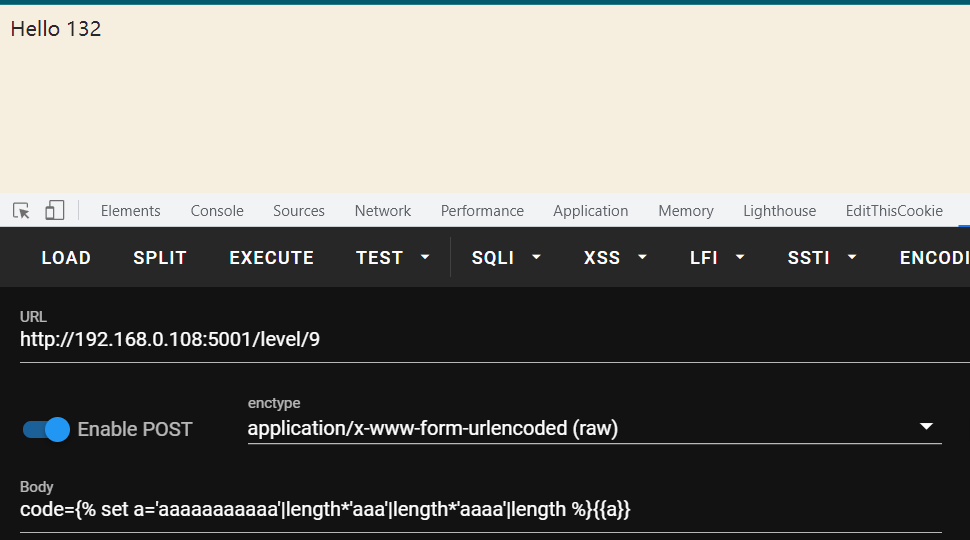 Hello 132
Elements Console Sources Network Performance Application Memory Lighthouse EditThisCookie
LOAD SPLIT EXECUTE TEST SQLI XSS LFI SSTI ENCODI
URL
http://192.168.0.108:5001/level/9
enctype
Enable POST application/x-www-form-urlencoded (raw)
Body
code={% set a='aaaaaaaaaaa'|length*'aaa'|length*'aaaa'|length %}{{a}}